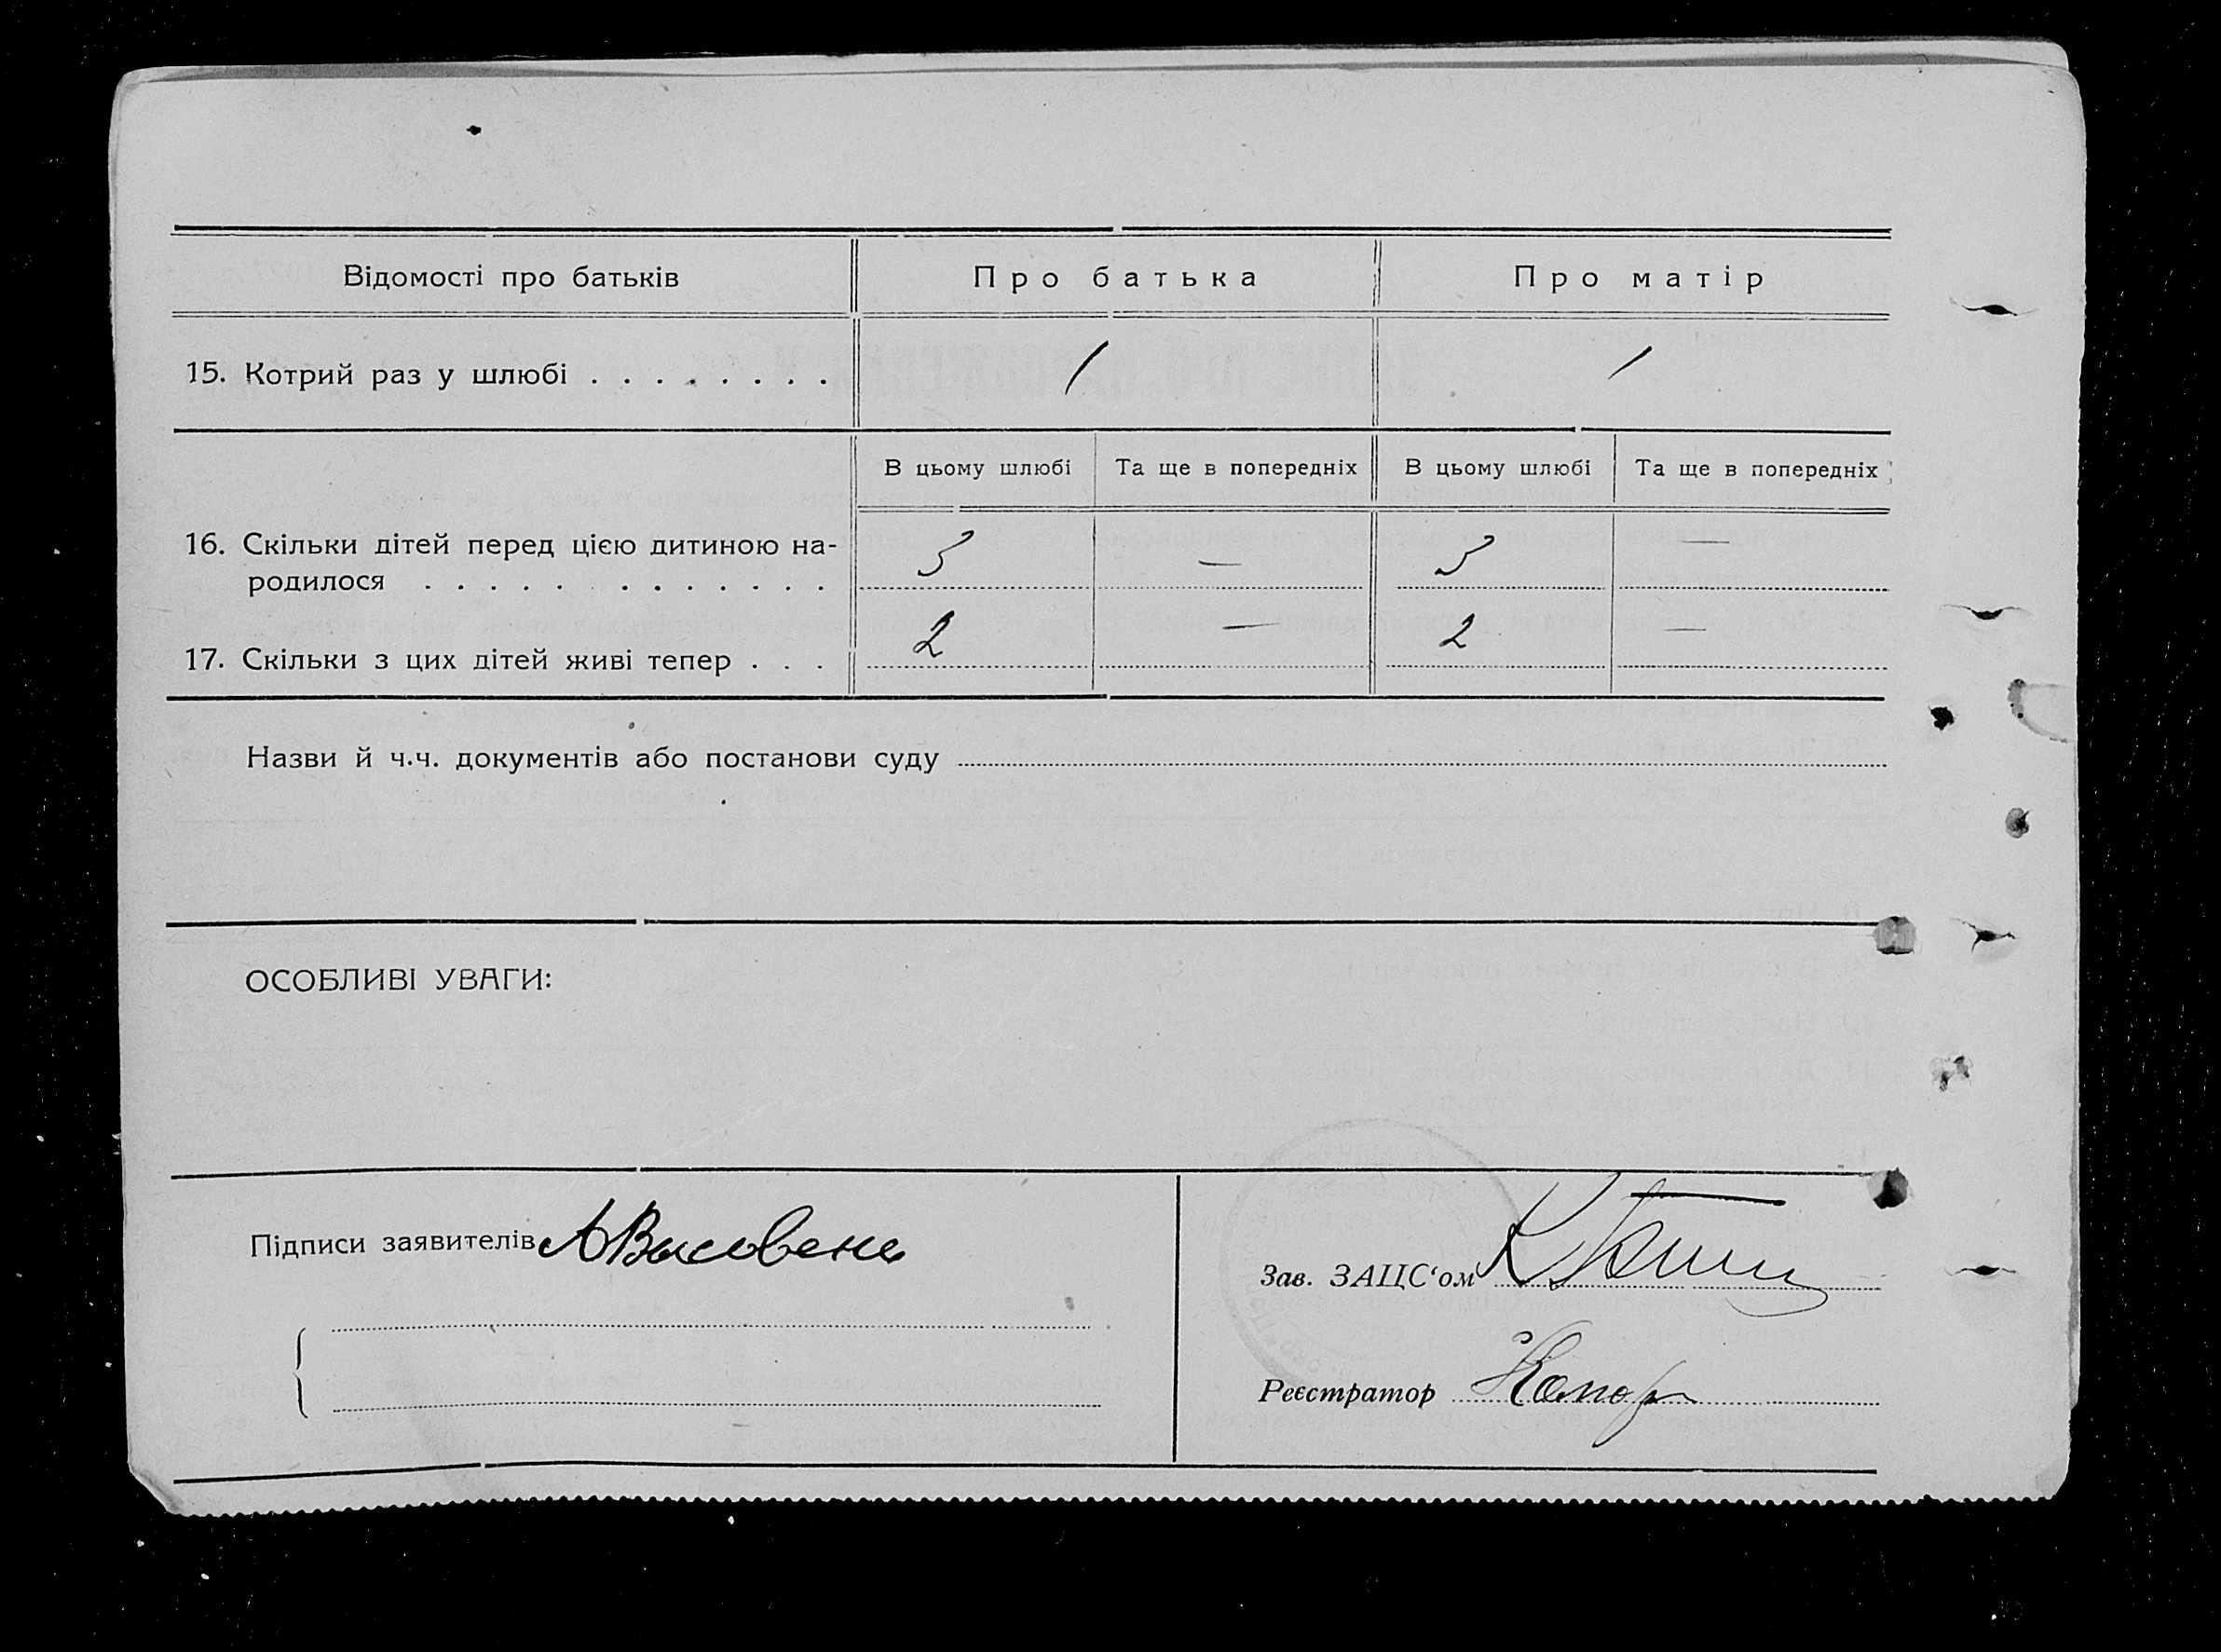 Відомості про батьків Про батька Про матір
15. Котрий раз у шлюбі . . . . . . . . 1 1
В цьому шлюбі Та ще в попередніх В цьому шлюбі Та ще в попередніх
16. Скільки дітей перед цією дитиною на-
родилося . . . . . . . . . . . . 3 — 3 —
17. Скільки з цих дітей живі тепер . . . 2 — 2 —
Назви й ч.ч. документів або постанови суду
ОСОБЛИВІ УВАГИ:
Підписи заявителів
Зав. ЗАЦС‘ом
Реєстратор